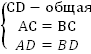 CD − общая
AC = BC
AD = BD